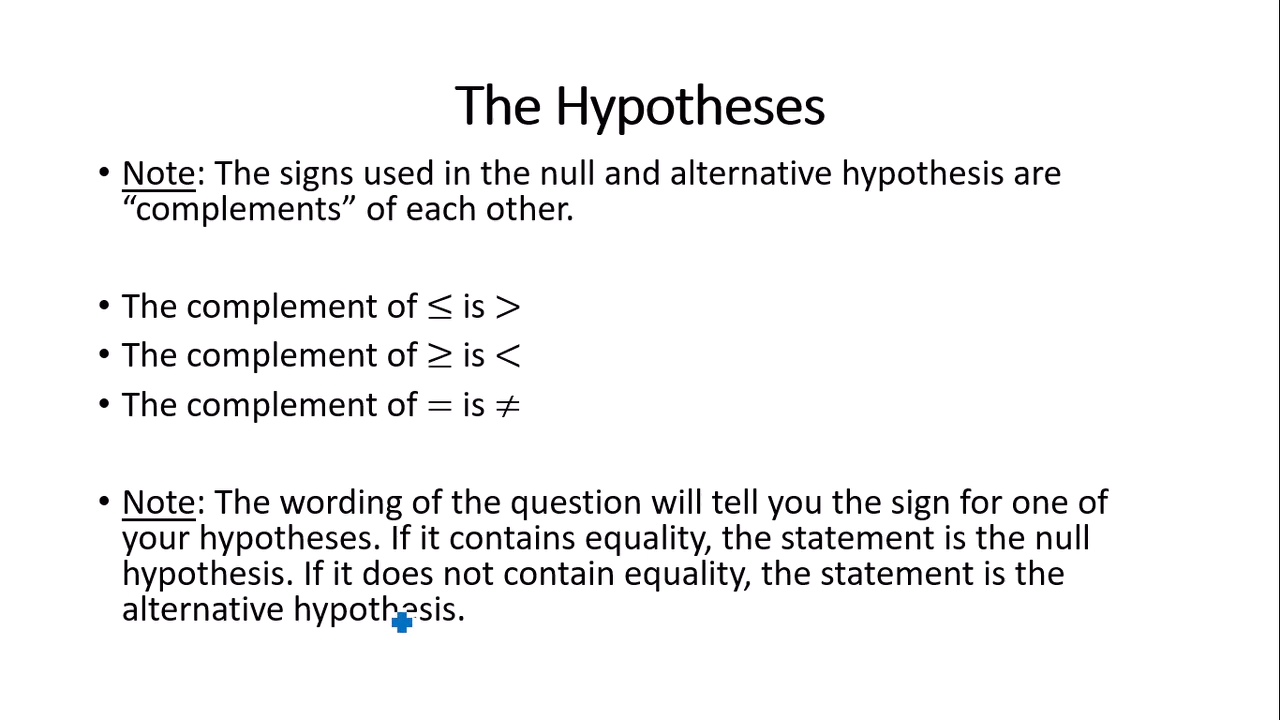 The Hypotheses
• Note: The signs used in the null and alternative hypothesis are
“complements” of each other.
• The complement of ≤ is >
• The complement of ≥ is <
• The complement of = is ≠
• Note: The wording of the question will tell you the sign for one of
your hypotheses. If it contains equality, the statement is the null
hypothesis. If it does not contain equality, the statement is the
alternative hypothesis.